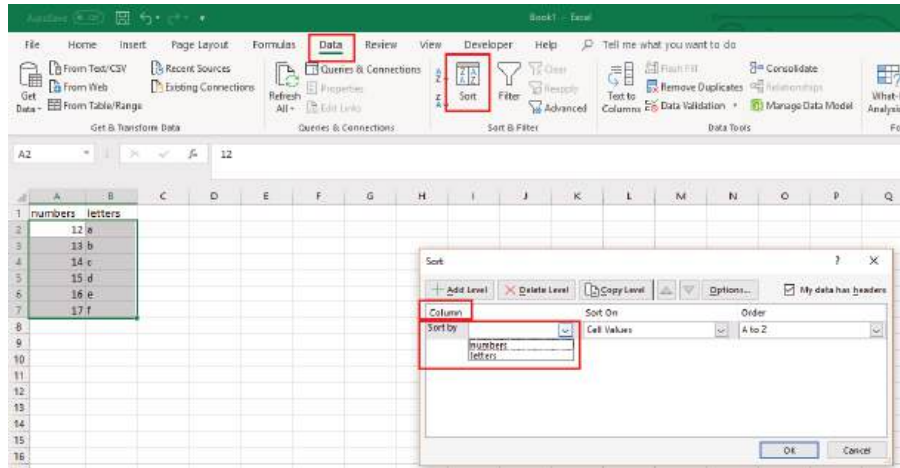 AutoSave Off Book1 - Excel
File Home Insert Page Layout Formulas Data Review View Developer Help Tell me what you want to do
Get Data
From Text/CSV
From Web
From Table/Range
Recent Sources
Existing Connections
Get & Transform Data
Refresh All
Queries & Connections
Properties
Edit Links
Queries & Connections
Sort
Filter
Clear
Reapply
Advanced
Sort & Filter
Text to Columns
Flash Fill
Remove Duplicates
Data Validation
Consolidate
Relationships
Manage Data Model
Data Tools
What-I
Analysi
Fo
A2 fx 12
A B C D E F G H I J K L M N O P Q
1 numbers letters
2 12 a
3 13 b
4 14 c
5 15 d
6 16 e
7 17 f
8
9
10
11
12
13
14
15
16
Sort ? X
Add Level Delete Level Copy Level Options... My data has headers
Column Sort On Order
Sort by Cell Values A to Z
numbers
letters
OK Cancel